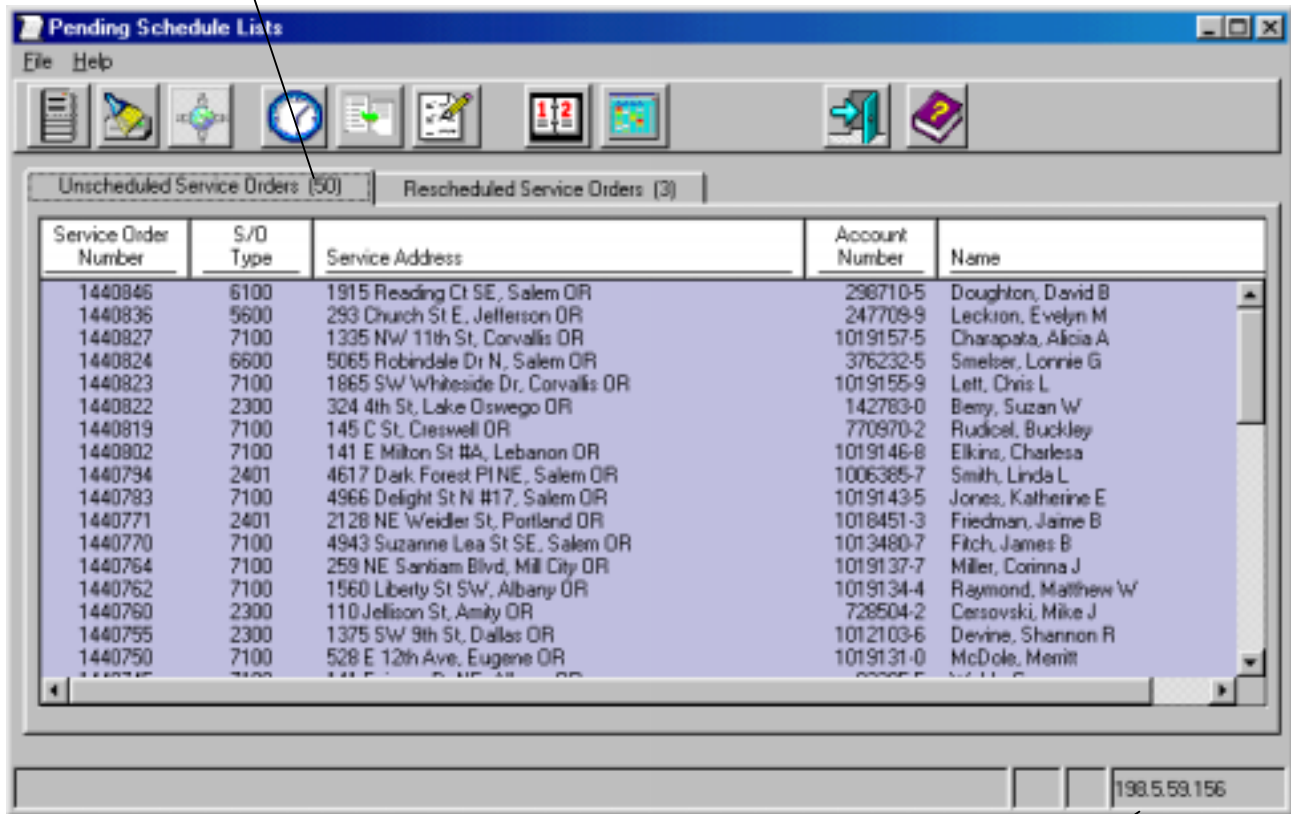 Pending Schedule Lists
File Help
1 2
?
Unscheduled Service Orders (50) Rescheduled Service Orders (3)
Service Order Number S/O Type Service Address Account Number Name
1440846 6100 1915 Reading Ct SE, Salem OR 298710-5 Doughton, David B
1440836 5600 293 Church St E, Jefferson OR 247709-9 Leckron, Evelyn M
1440827 7100 1335 NW 11th St, Corvallis OR 1019157-5 Charapata, Alicia A
1440824 6600 5065 Robindale Dr N, Salem OR 376232-5 Smelser, Lonnie G
1440823 7100 1865 SW Whiteside Dr, Corvallis OR 1019155-9 Lett, Chris L
1440822 2300 324 4th St, Lake Oswego OR 142783-0 Berry, Suzan W
1440819 7100 145 C St, Creswell OR 770970-2 Rudicel, Buckley
1440802 7100 141 E Milton St #A, Lebanon OR 1019146-8 Elkins, Charlesa
1440794 2401 4617 Dark Forest Pl NE, Salem OR 1006385-7 Smith, Linda L
1440783 7100 4966 Delight St N #17, Salem OR 1019143-5 Jones, Katherine E
1440771 2401 2128 NE Weidler St, Portland OR 1018451-3 Friedman, Jaime B
1440770 7100 4943 Suzanne Lea St SE, Salem OR 1013480-7 Fitch, James B
1440764 7100 259 NE Santiam Blvd, Mill City OR 1019137-7 Miller, Corinna J
1440762 7100 1560 Liberty St SW, Albany OR 1019134-4 Raymond, Matthew W
1440760 2300 110 Jellison St, Amity OR 728504-2 Cersovski, Mike J
1440755 2300 1375 SW 9th St, Dallas OR 1012103-6 Devine, Shannon R
1440750 7100 528 E 12th Ave, Eugene OR 1019131-0 McDole, Merritt
198.5.59.156